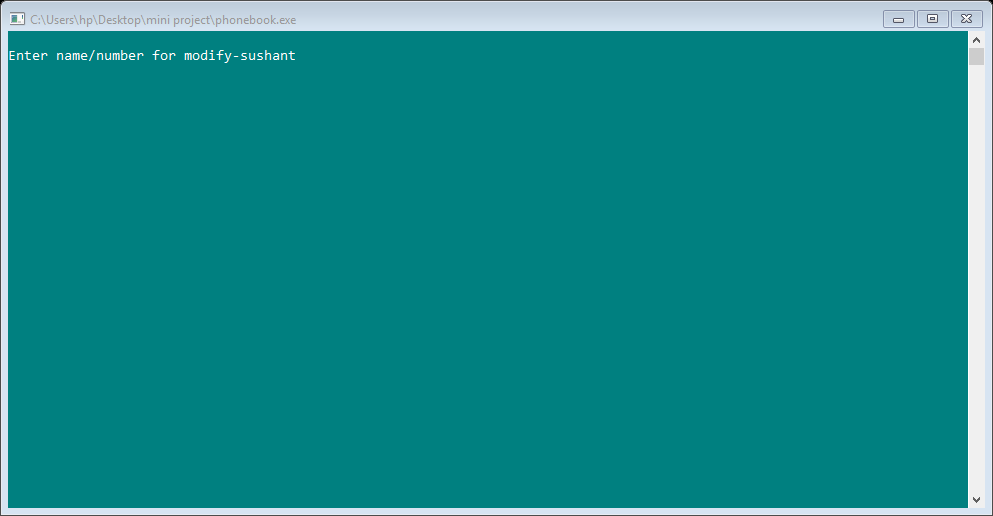 C:\Users\hp\Desktop\mini project\phonebook.exe
Enter name/number for modify-sushant